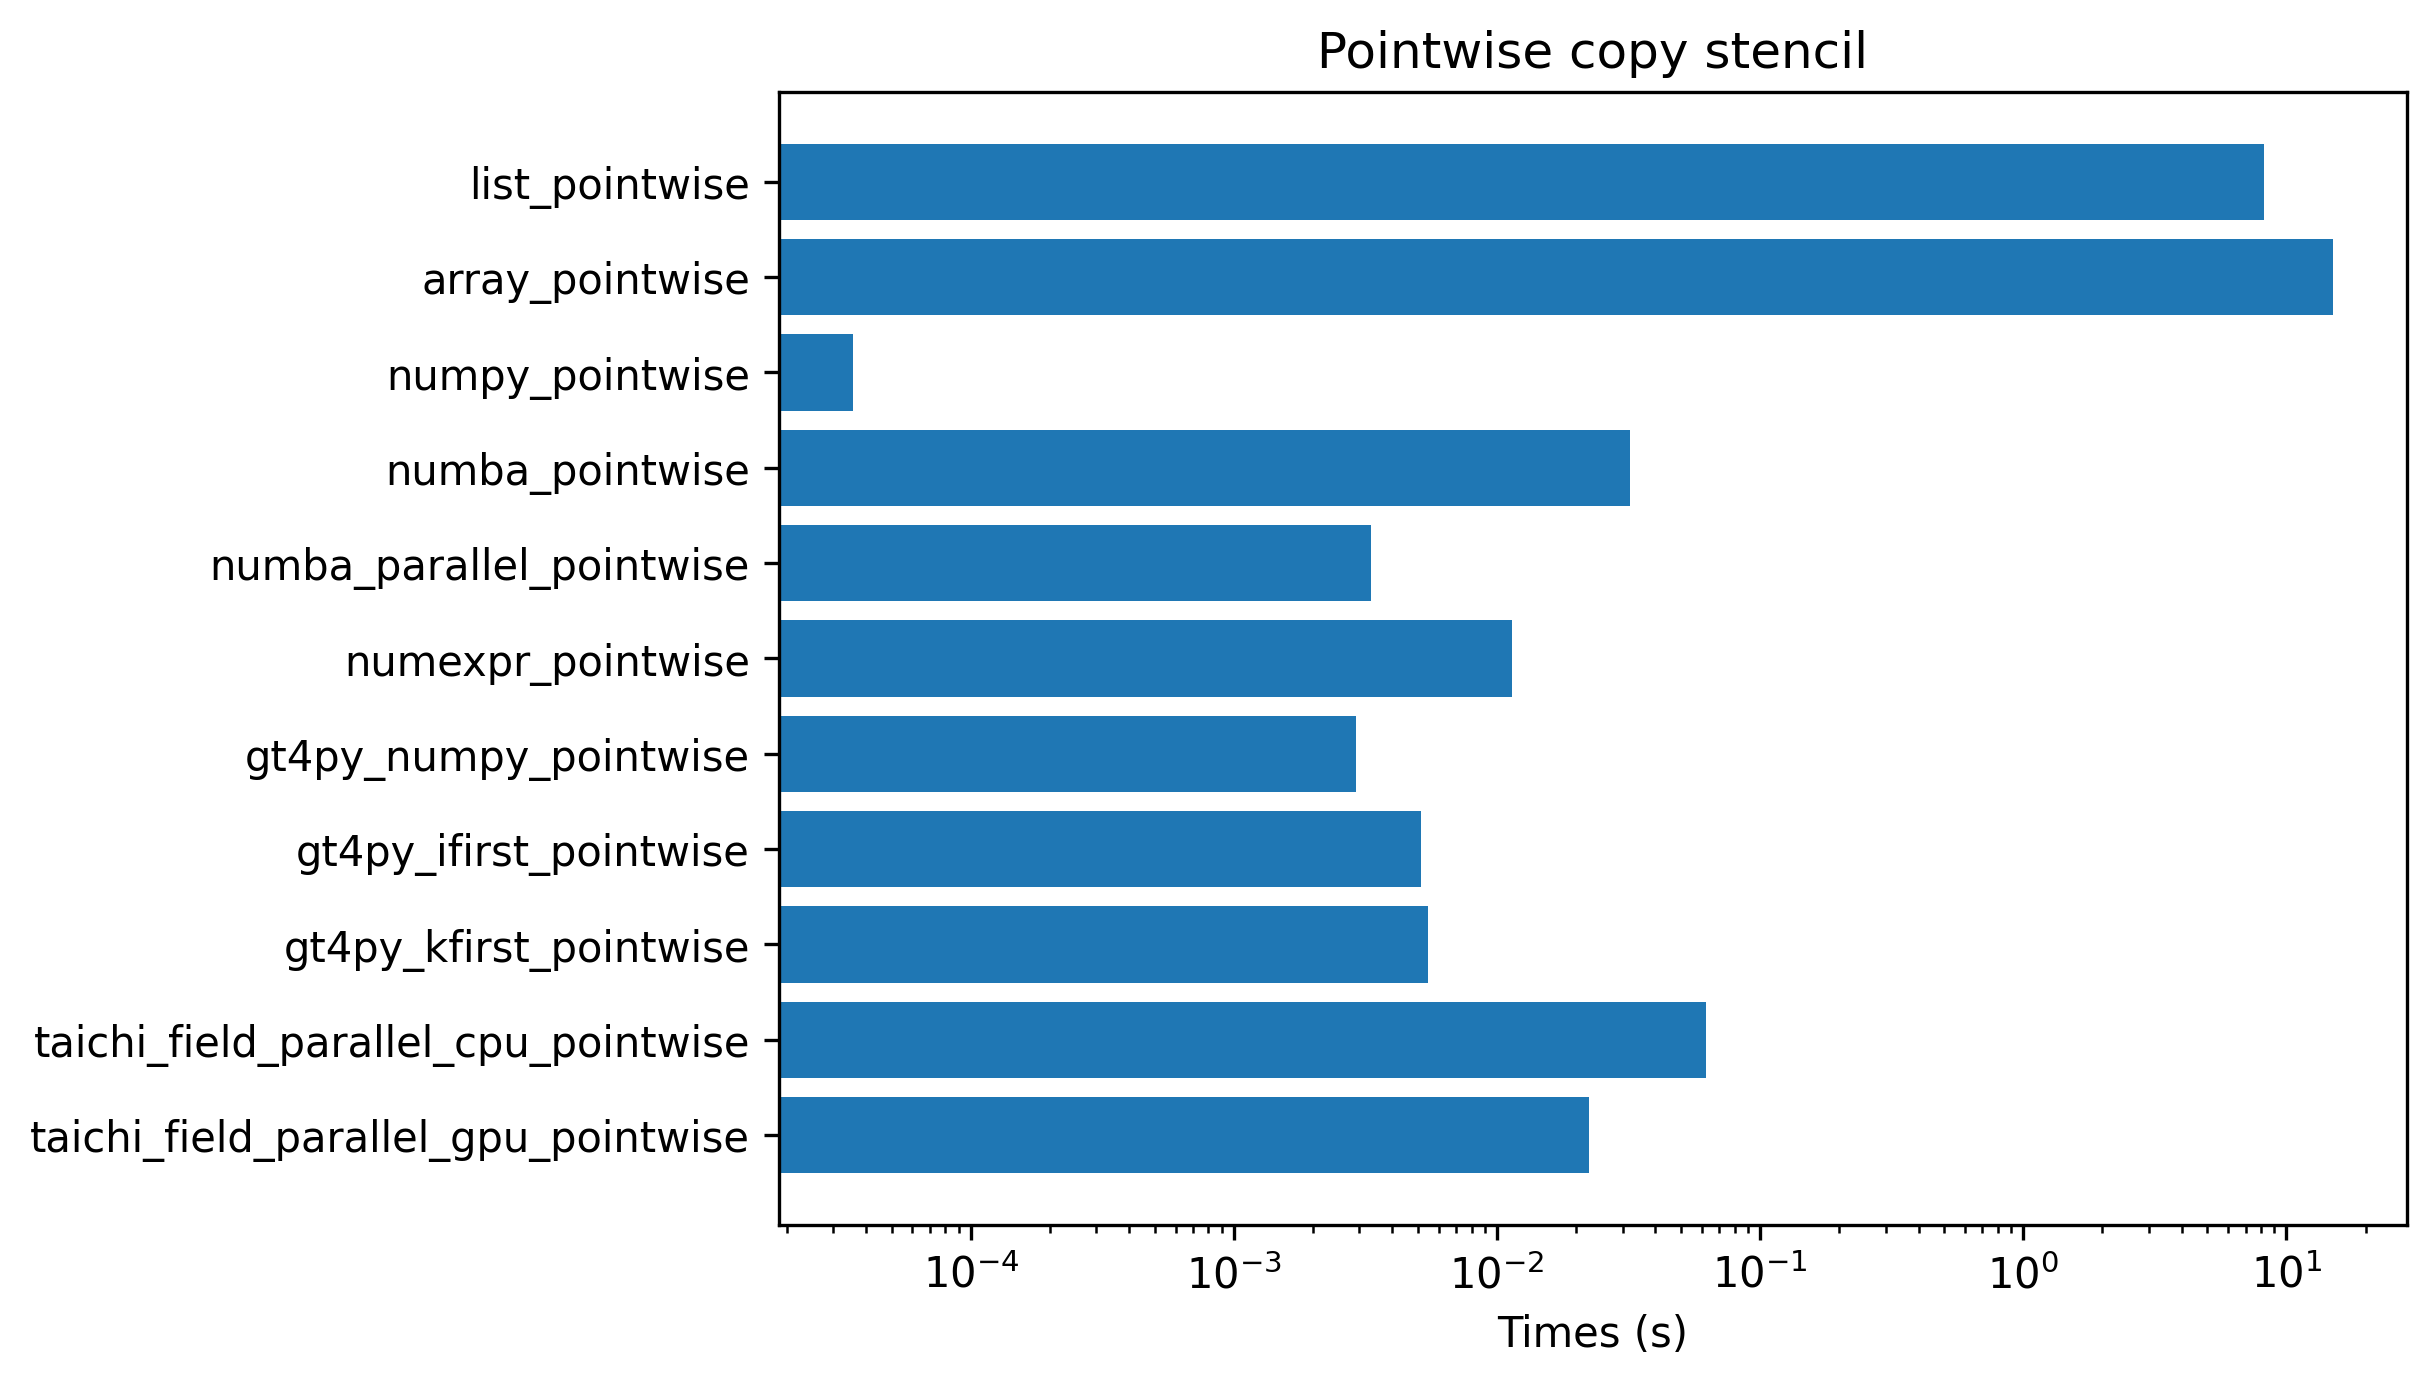 Pointwise copy stencil
list_pointwise
array_pointwise
numpy_pointwise
numba_pointwise
numba_parallel_pointwise
numexpr_pointwise
gt4py_numpy_pointwise
gt4py_ifirst_pointwise
gt4py_kfirst_pointwise
taichi_field_parallel_cpu_pointwise
taichi_field_parallel_gpu_pointwise
10⁻⁴ 10⁻³ 10⁻² 10⁻¹ 10⁰ 10¹
Times (s)